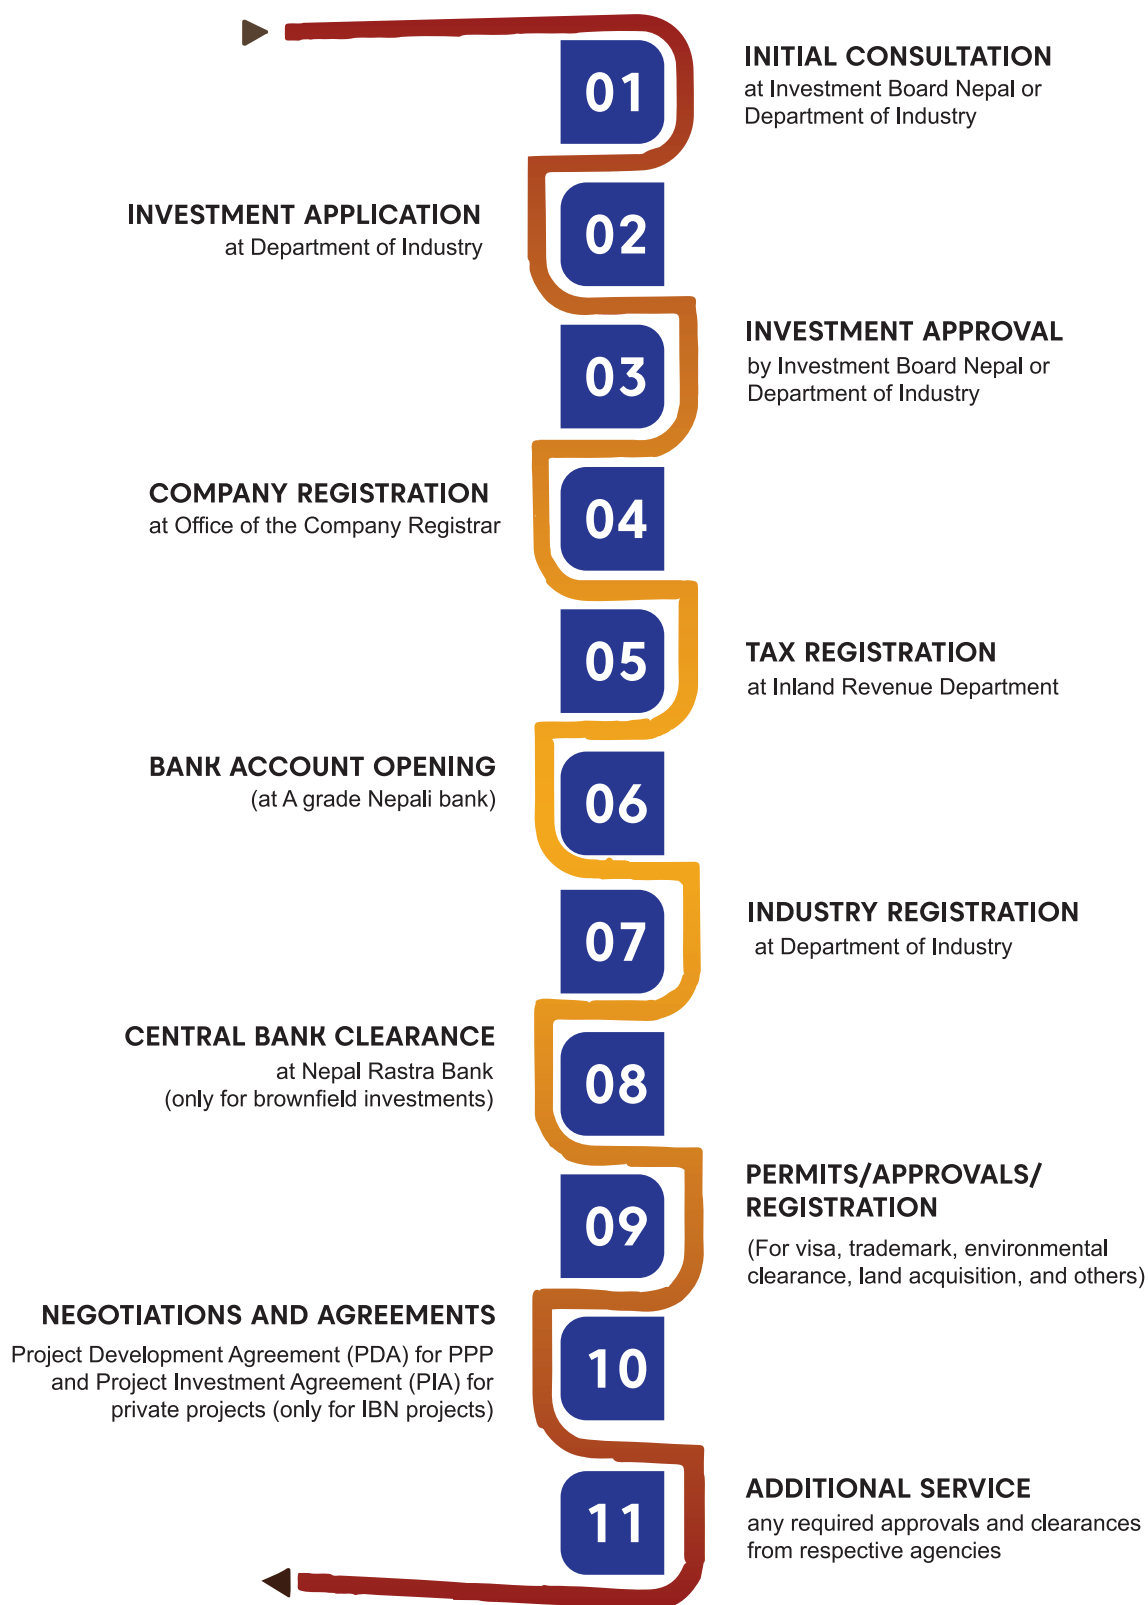 01
INITIAL CONSULTATION
at Investment Board Nepal or
Department of Industry
02
INVESTMENT APPLICATION
at Department of Industry
03
INVESTMENT APPROVAL
by Investment Board Nepal or
Department of Industry
04
COMPANY REGISTRATION
at Office of the Company Registrar
05
TAX REGISTRATION
at Inland Revenue Department
06
BANK ACCOUNT OPENING
(at A grade Nepali bank)
07
INDUSTRY REGISTRATION
at Department of Industry
08
CENTRAL BANK CLEARANCE
at Nepal Rastra Bank
(only for brownfield investments)
09
PERMITS/APPROVALS/
REGISTRATION
(For visa, trademark, environmental
clearance, land acquisition, and others)
10
NEGOTIATIONS AND AGREEMENTS
Project Development Agreement (PDA) for PPP
and Project Investment Agreement (PIA) for
private projects (only for IBN projects)
11
ADDITIONAL SERVICE
any required approvals and clearances
from respective agencies